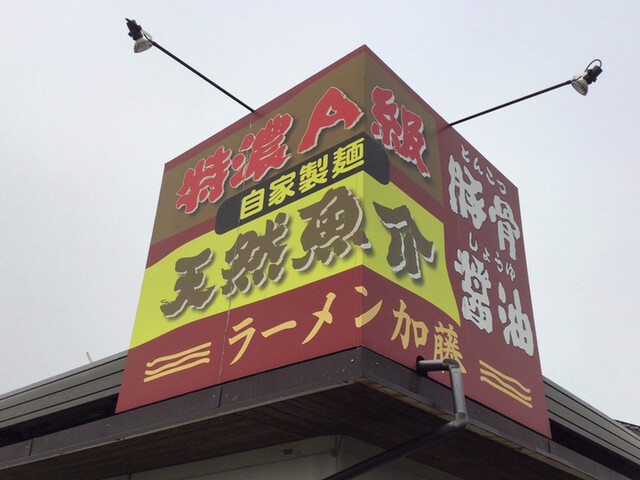 特濃A級
自家製麺
天然魚介
ラーメン加藤
とんこつ
豚骨
しょうゆ
醤油